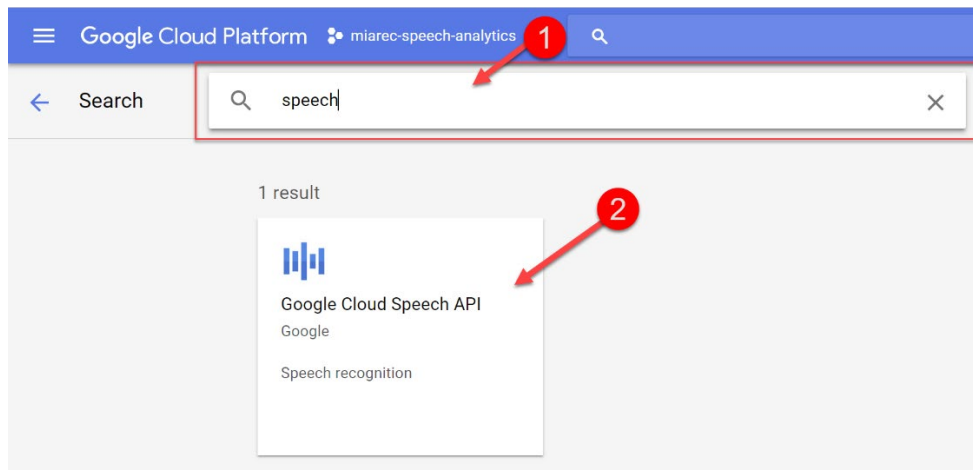 Google Cloud Platform miarec-speech-analytics 1
Search speech
1 result
2
Google Cloud Speech API
Google
Speech recognition